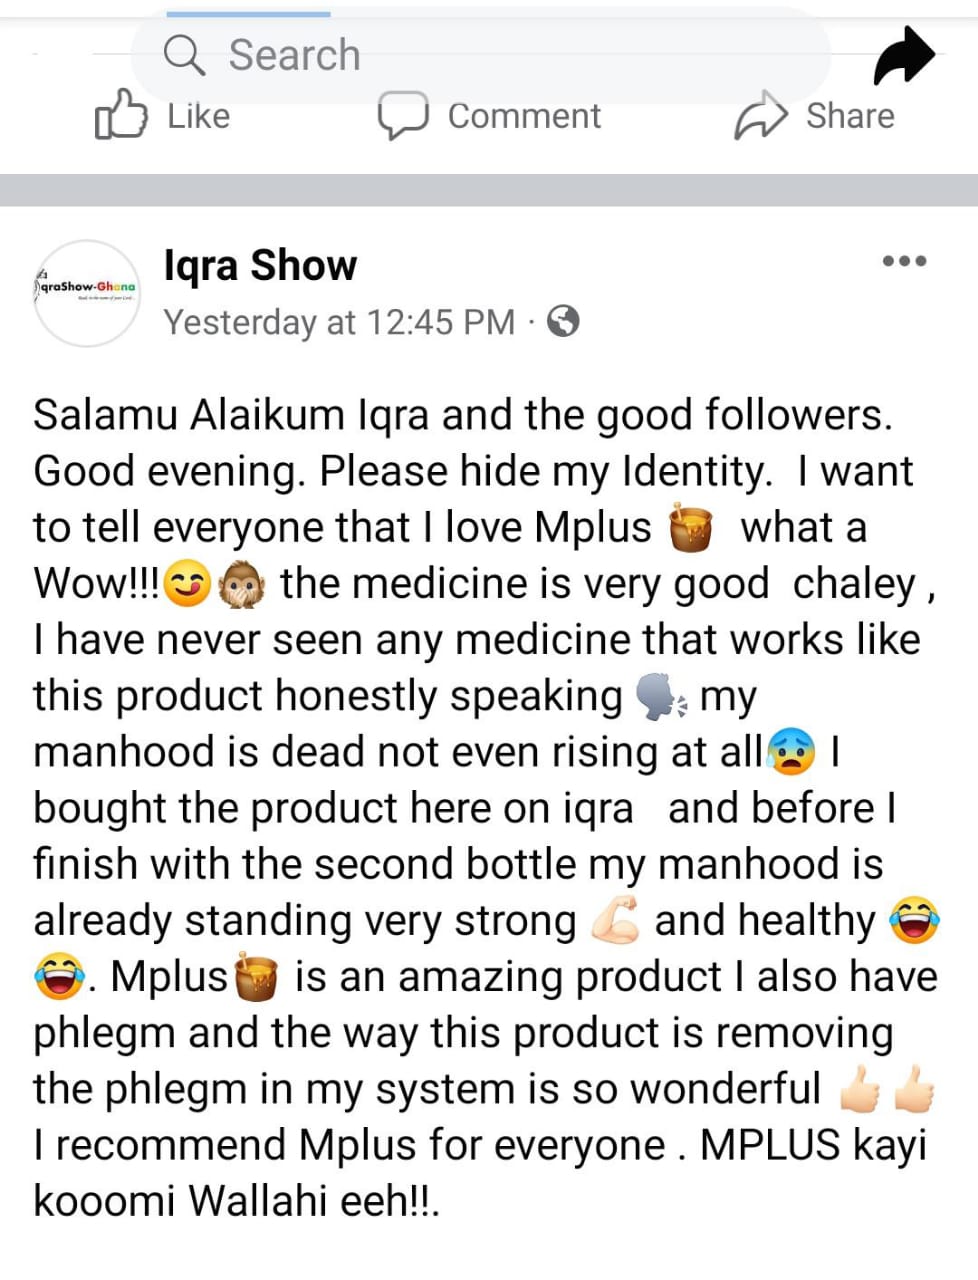 Search
Like Comment Share
Iqra Show
qraShow-Ghana
Yesterday at 12:45 PM ·
Salamu Alaikum Iqra and the good followers.
Good evening. Please hide my Identity.  I want
to tell everyone that I love Mplus 🍯 what a
Wow!!!😋🙊 the medicine is very good  chaley ,
I have never seen any medicine that works like
this product honestly speaking 🗣️ my
manhood is dead not even rising at all😰 I
bought the product here on iqra   and before I
finish with the second bottle my manhood is
already standing very strong 💪🏻 and healthy 😂
😂. Mplus🍯 is an amazing product I also have
phlegm and the way this product is removing
the phlegm in my system is so wonderful 👍🏻 👍🏻
I recommend Mplus for everyone . MPLUS kayi
kooomi Wallahi eeh!!.